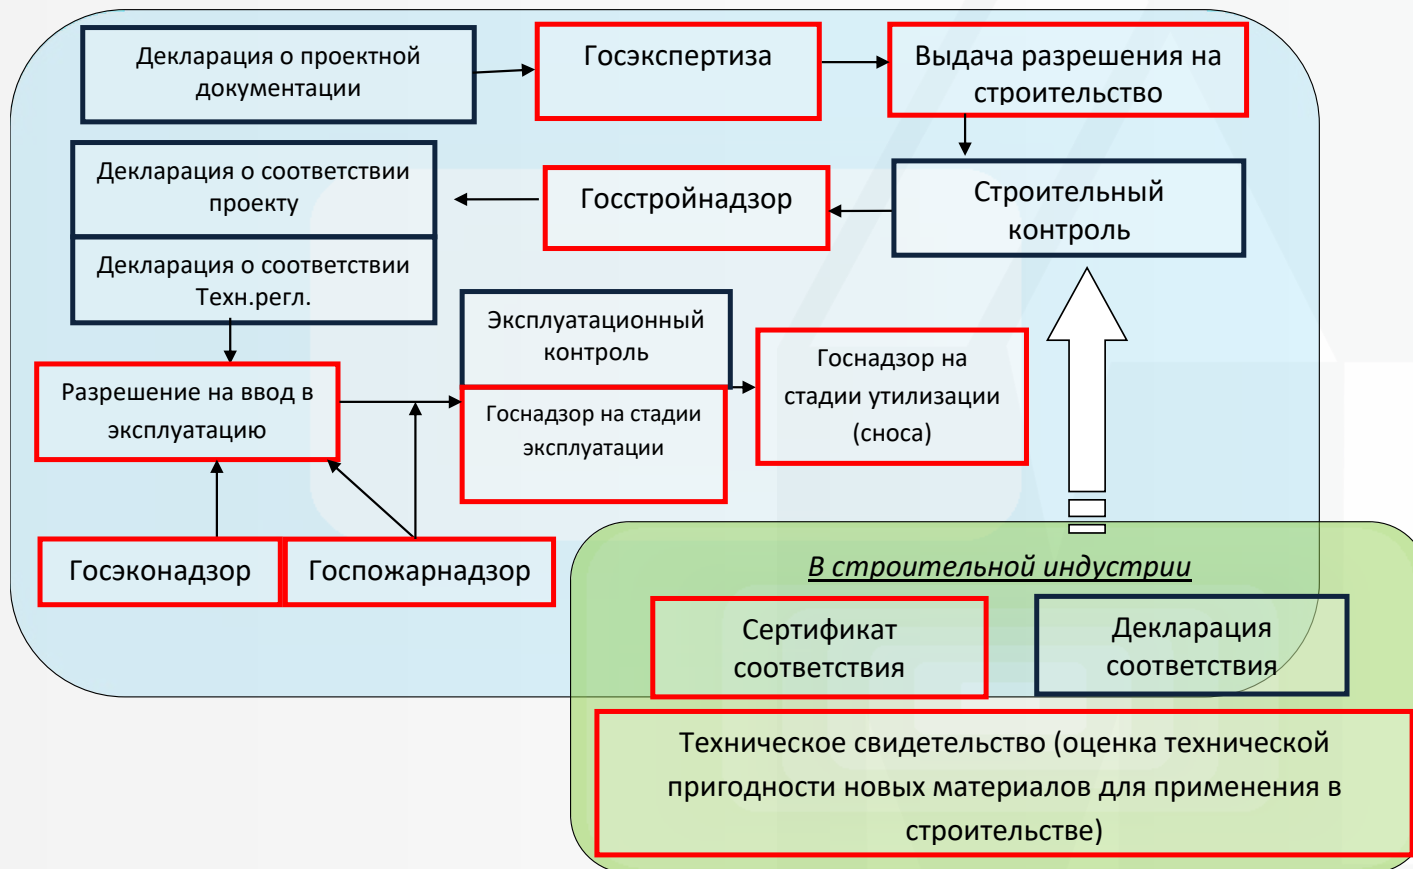 Декларация о проектной
документации
Госэкспертиза
Выдача разрешения на
строительство
Декларация о соответствии
проекту
Госстройнадзор
Строительный
контроль
Декларация о соответствии
Техн.регл.
Эксплуатационный
контроль
Госнадзор на
стадии утилизации
(сноса)
Разрешение на ввод в
эксплуатацию
Госнадзор на стадии
эксплуатации
Госэконадзор
Госпожарнадзор
В строительной индустрии
Сертификат
соответствия
Декларация
соответствия
Техническое свидетельство (оценка технической
пригодности новых материалов для применения в
строительстве)